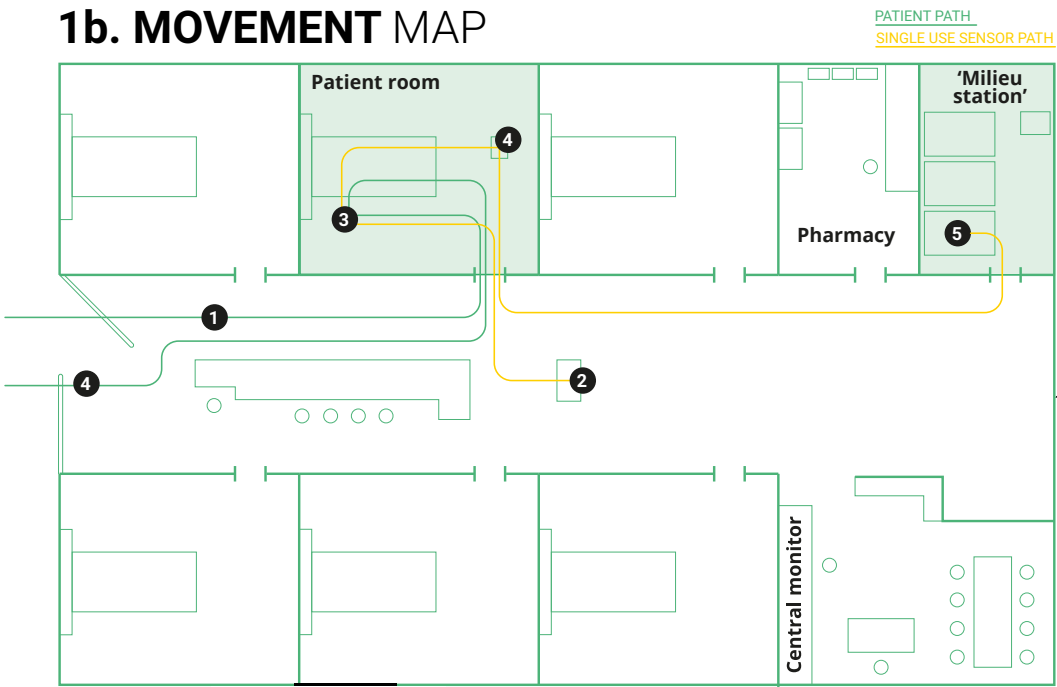 1b. MOVEMENT MAP
PATIENT PATH
SINGLE USE SENSOR PATH
Patient room
‘Milieu
station’
4
3
5
Pharmacy
1
4
2
Central monitor